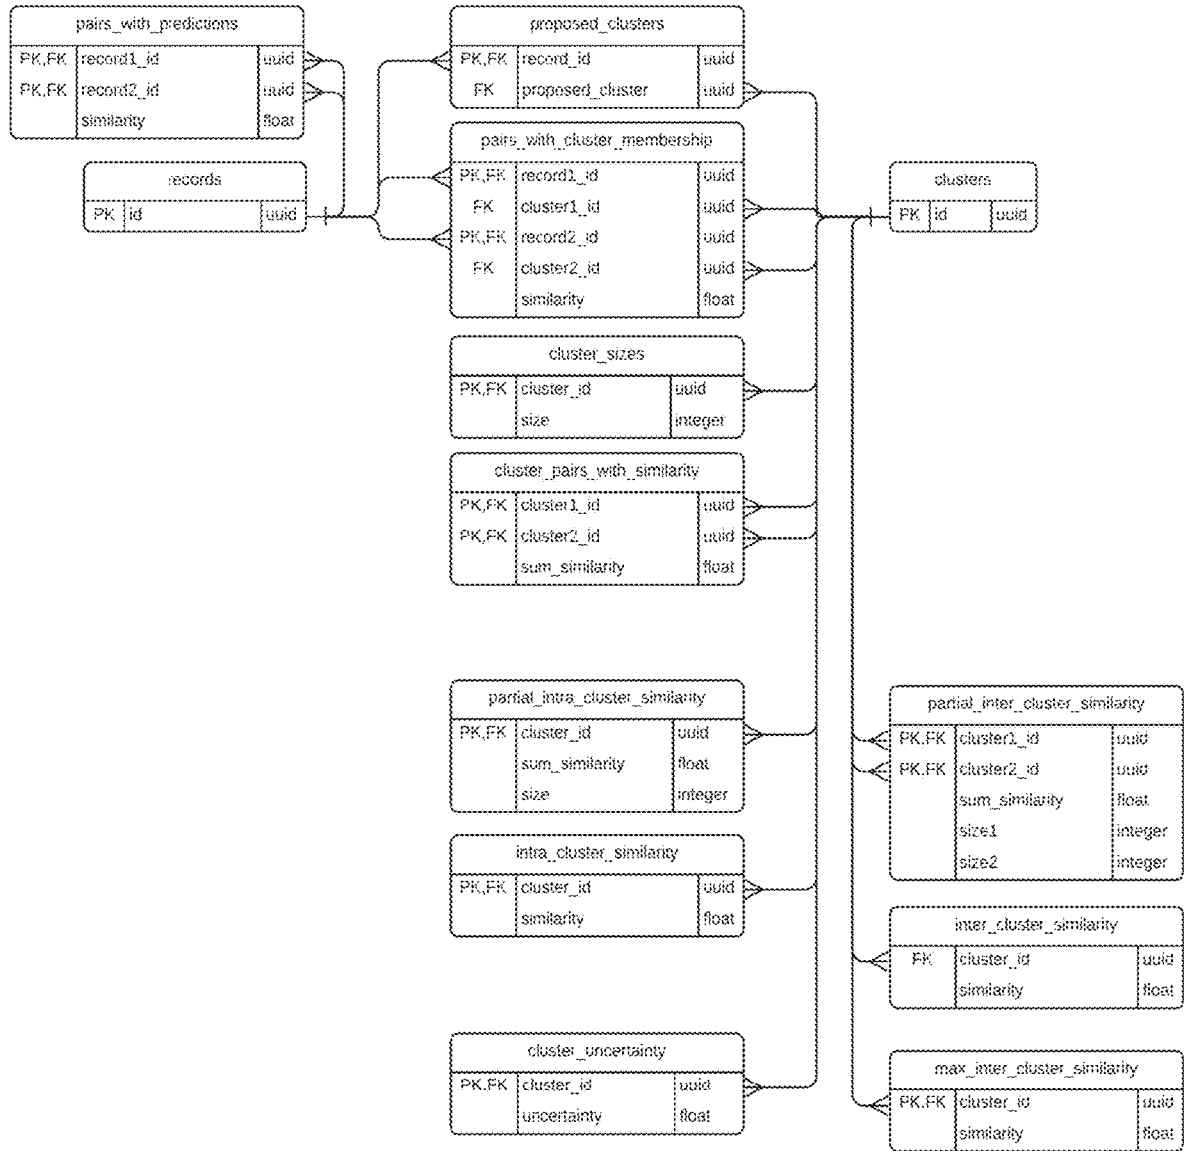 pairs_with_predictions
PK,FK record1_id uuid
PK,FK record2_id uuid
similarity float
records
PK id uuid
proposed_clusters
PK,FK record_id uuid
FK proposed_cluster uuid
pairs_with_cluster_membership
PK,FK record1_id uuid
FK cluster1_id uuid
PK,FK record2_id uuid
FK cluster2_id uuid
similarity float
clusters
PK id uuid
cluster_sizes
PK,FK cluster_id uuid
size integer
cluster_pairs_with_similarity
PK,FK cluster1_id uuid
PK,FK cluster2_id uuid
sum_similarity float
partial_intra_cluster_similarity
PK,FK cluster_id uuid
sum_similarity float
size integer
intra_cluster_similarity
PK,FK cluster_id uuid
similarity float
cluster_uncertainty
PK,FK cluster_id uuid
uncertainty float
partial_inter_cluster_similarity
PK,FK cluster1_id uuid
PK,FK cluster2_id uuid
sum_similarity float
size1 integer
size2 integer
inter_cluster_similarity
FK cluster_id uuid
similarity float
max_inter_cluster_similarity
PK,FK cluster_id uuid
similarity float